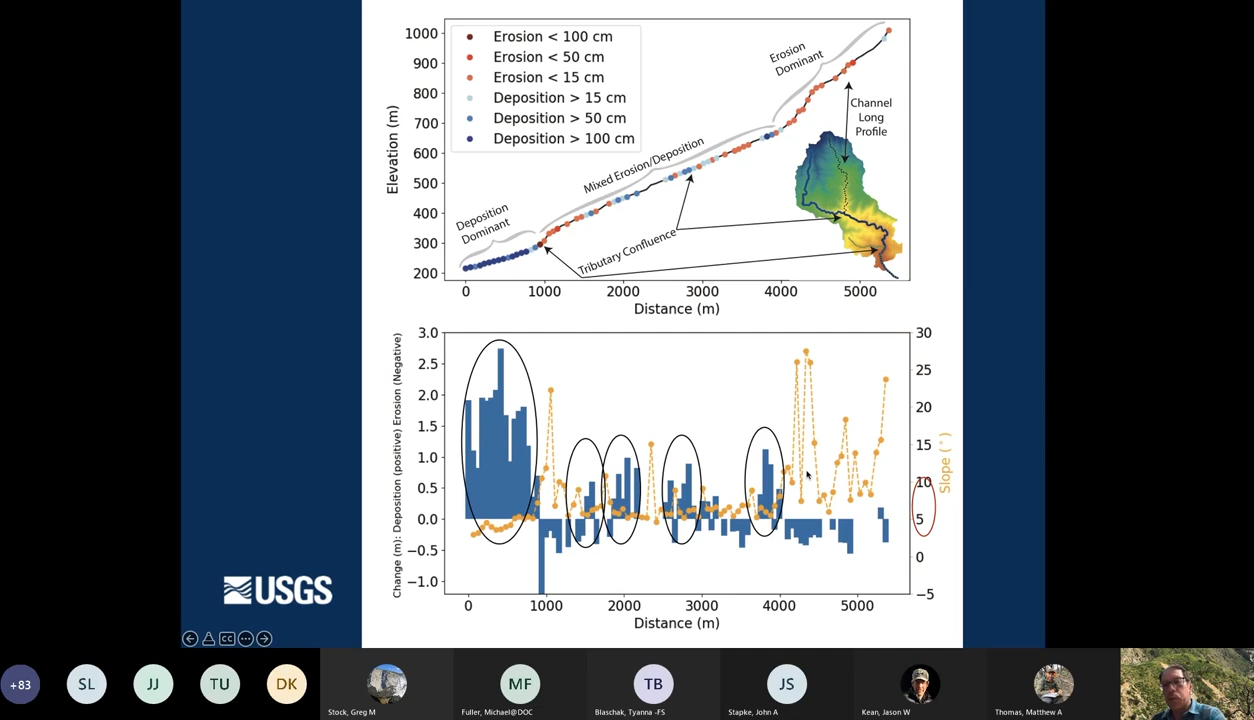 1000
900
800
700
600
500
400
300
200
Elevation (m)
Erosion < 100 cm
Erosion < 50 cm
Erosion < 15 cm
Deposition > 15 cm
Deposition > 50 cm
Deposition > 100 cm
Erosion
Dominant
Channel
Long
Profile
Mixed Erosion/Deposition
Deposition
Dominant
Tributary Confluence
0 1000 2000 3000 4000 5000
Distance (m)
3.0
2.5
2.0
1.5
1.0
0.5
0.0
−0.5
−1.0
Change (m): Deposition (positive) Erosion (Negative)
30
25
20
15
10
5
0
−5
Slope (°)
0 1000 2000 3000 4000 5000
Distance (m)
USGS
CC
+83
SL
JJ
TU
DK
Stock, Greg M
MF
Fuller, Michael@DOC
TB
Blaschak, Tyanna -FS
JS
Stapke, John A
Kean, Jason W
Thomas, Matthew A